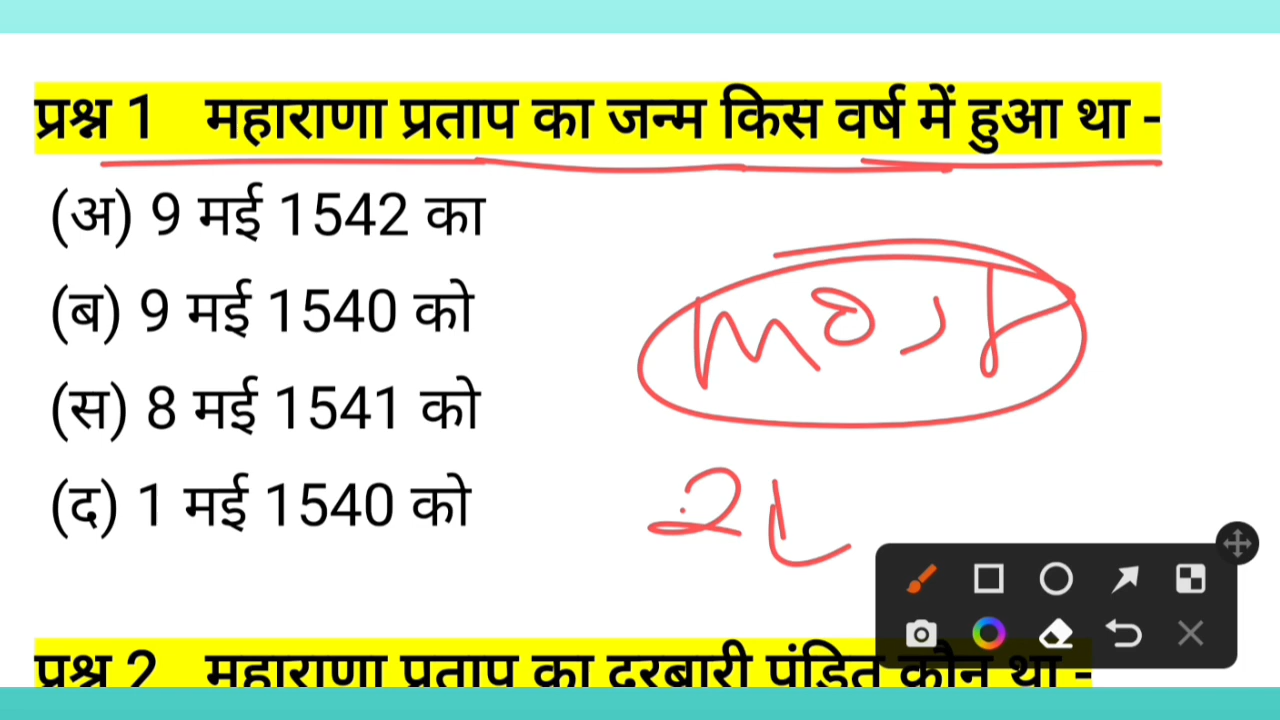 प्रश्न 1 महाराणा प्रताप का जन्म किस वर्ष में हुआ था -
(अ) 9 मई 1542 का
(ब) 9 मई 1540 को
(स) 8 मई 1541 को
(द) 1 मई 1540 को
प्रश्न 2 महाराणा प्रताप का दरबारी पंडित कौन था -